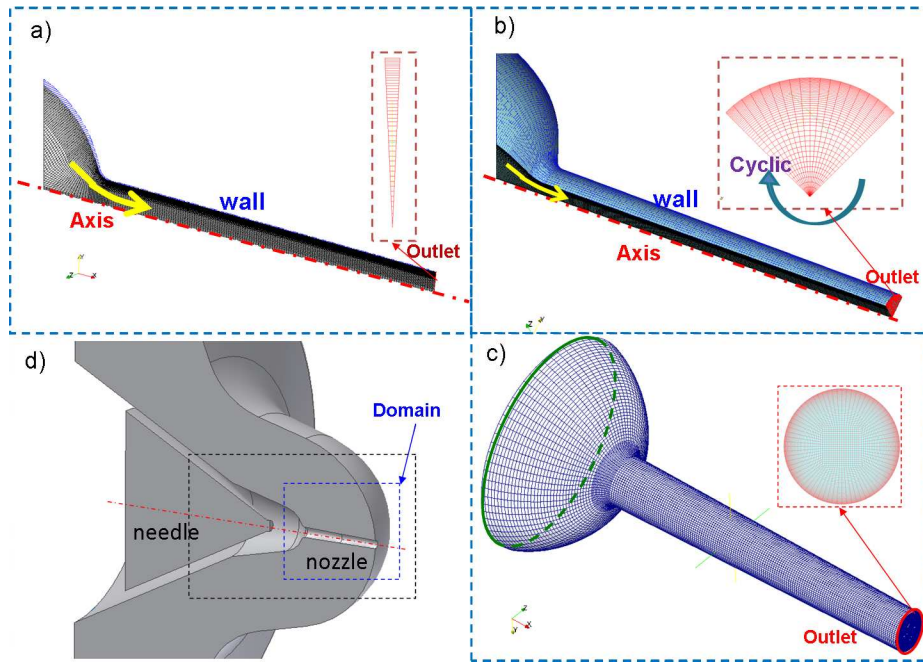 a)
wall
Axis
Outlet
Y
Z
X
b)
Cyclic
wall
Axis
Outlet
d)
Domain
needle
nozzle
c)
Outlet